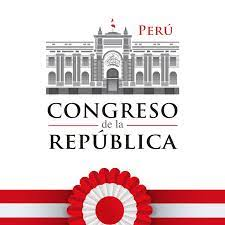 PERÚ
CONGRESO
de la
REPÚBLICA